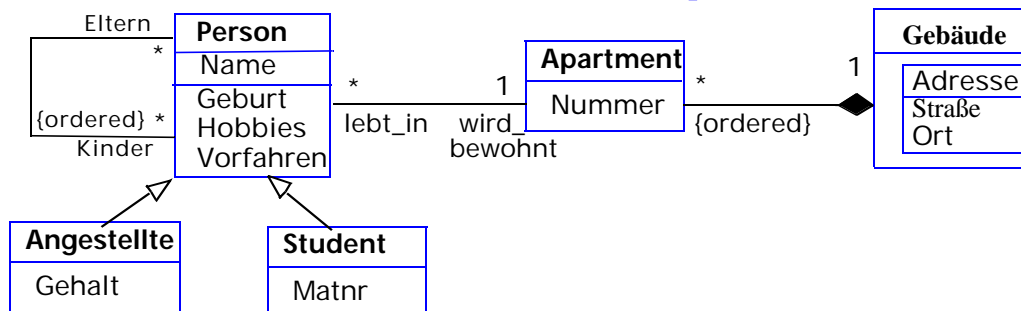 Eltern
*
{ordered} *
Kinder
Person
Name
Geburt
Hobbies
Vorfahren
*
lebt_in
1
wird_
bewohnt
Apartment
Nummer
*
{ordered}
1
Gebäude
Adresse
Straße
Ort
Angestellte
Gehalt
Student
Matnr